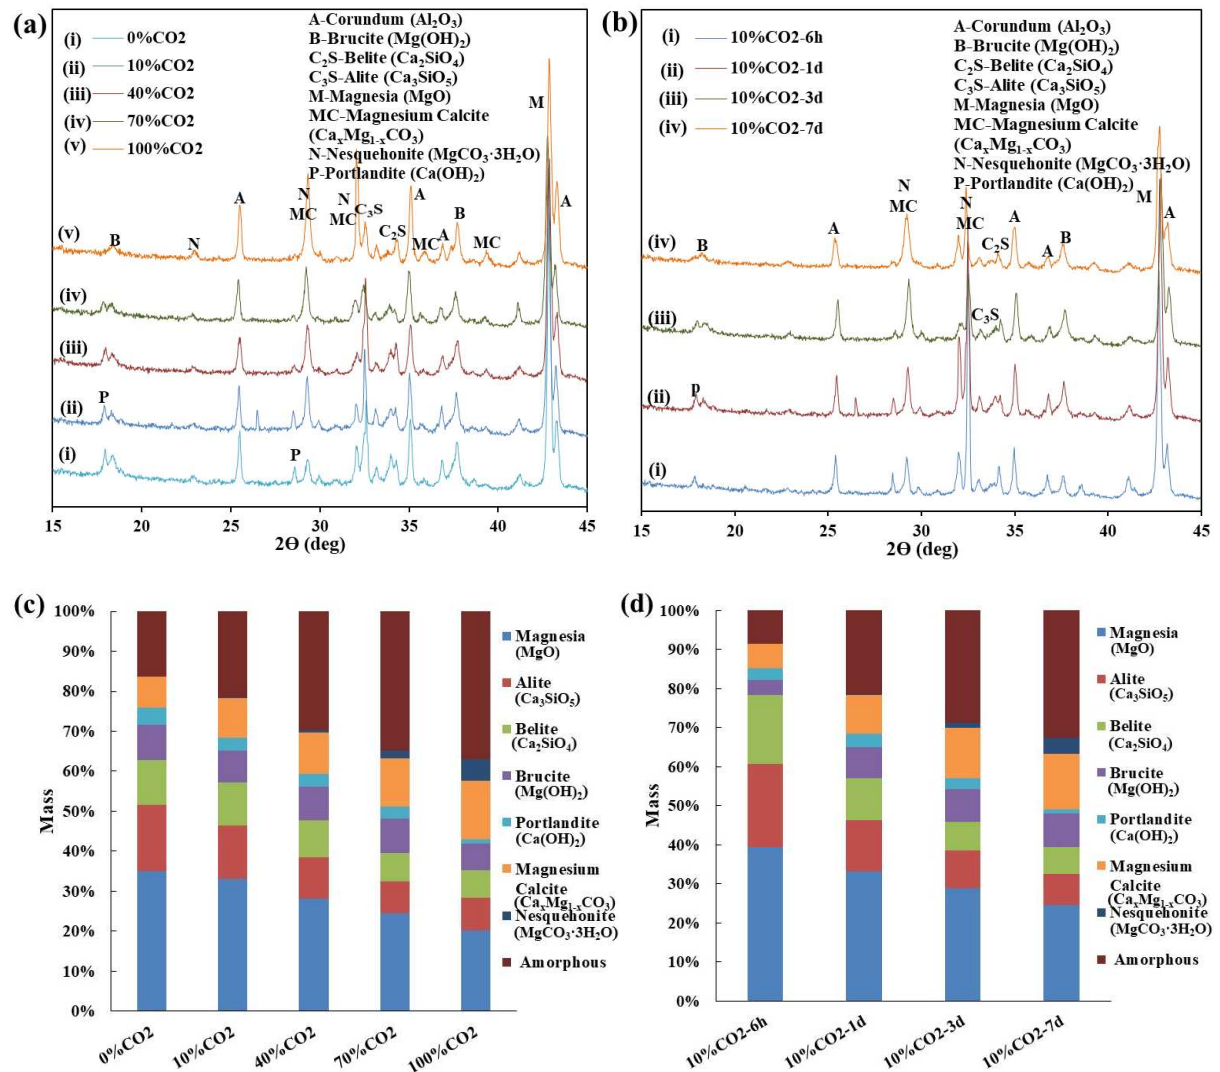 (a)
(i) 0%CO2
(ii) 10%CO2
(iii) 40%CO2
(iv) 70%CO2
(v) 100%CO2
A-Corundum (Al₂O₃)
B-Brucite (Mg(OH)₂)
C₂S-Belite (Ca₂SiO₄)
C₃S-Alite (Ca₃SiO₅)
M-Magnesia (MgO)
MC-Magnesium Calcite
(CaₓMg₁₋ₓCO₃)
N-Nesquehonite (MgCO₃·3H₂O)
P-Portlandite (Ca(OH)₂)
M
A
(v)
B
N
A
N
MC
N
MC
C₃S
C₂S
A
MC
A
B
MC
(iv)
(iii)
(ii)
P
(i)
P
15 20 25 30 35 40 45
2Θ (deg)
(b)
(i) 10%CO2-6h
(ii) 10%CO2-1d
(iii) 10%CO2-3d
(iv) 10%CO2-7d
A-Corundum (Al₂O₃)
B-Brucite (Mg(OH)₂)
C₂S-Belite (Ca₂SiO₄)
C₃S-Alite (Ca₃SiO₅)
M-Magnesia (MgO)
MC-Magnesium Calcite
(CaₓMg₁₋ₓCO₃)
N-Nesquehonite (MgCO₃·3H₂O)
P-Portlandite (Ca(OH)₂)
M
A
(iv)
B
A
N
MC
N
MC
C₂S
A
A
B
(iii)
C₃S
(ii)
p
(i)
15 20 25 30 35 40 45
2Θ (deg)
(c)
Mass
100%
90%
80%
70%
60%
50%
40%
30%
20%
10%
0%
0%CO2 10%CO2 40%CO2 70%CO2 100%CO2
Magnesia
(MgO)
Alite
(Ca₃SiO₅)
Belite
(Ca₂SiO₄)
Brucite
(Mg(OH)₂)
Portlandite
(Ca(OH)₂)
Magnesium
Calcite
(CaₓMg₁₋ₓCO₃)
Nesquehonite
(MgCO₃·3H₂O)
Amorphous
(d)
Mass
100%
90%
80%
70%
60%
50%
40%
30%
20%
10%
0%
10%CO2-6h 10%CO2-1d 10%CO2-3d 10%CO2-7d
Magnesia
(MgO)
Alite
(Ca₃SiO₅)
Belite
(Ca₂SiO₄)
Brucite
(Mg(OH)₂)
Portlandite
(Ca(OH)₂)
Magnesium
Calcite
(CaₓMg₁₋ₓCO₃)
Nesquehonite
(MgCO₃·3H₂O)
Amorphous